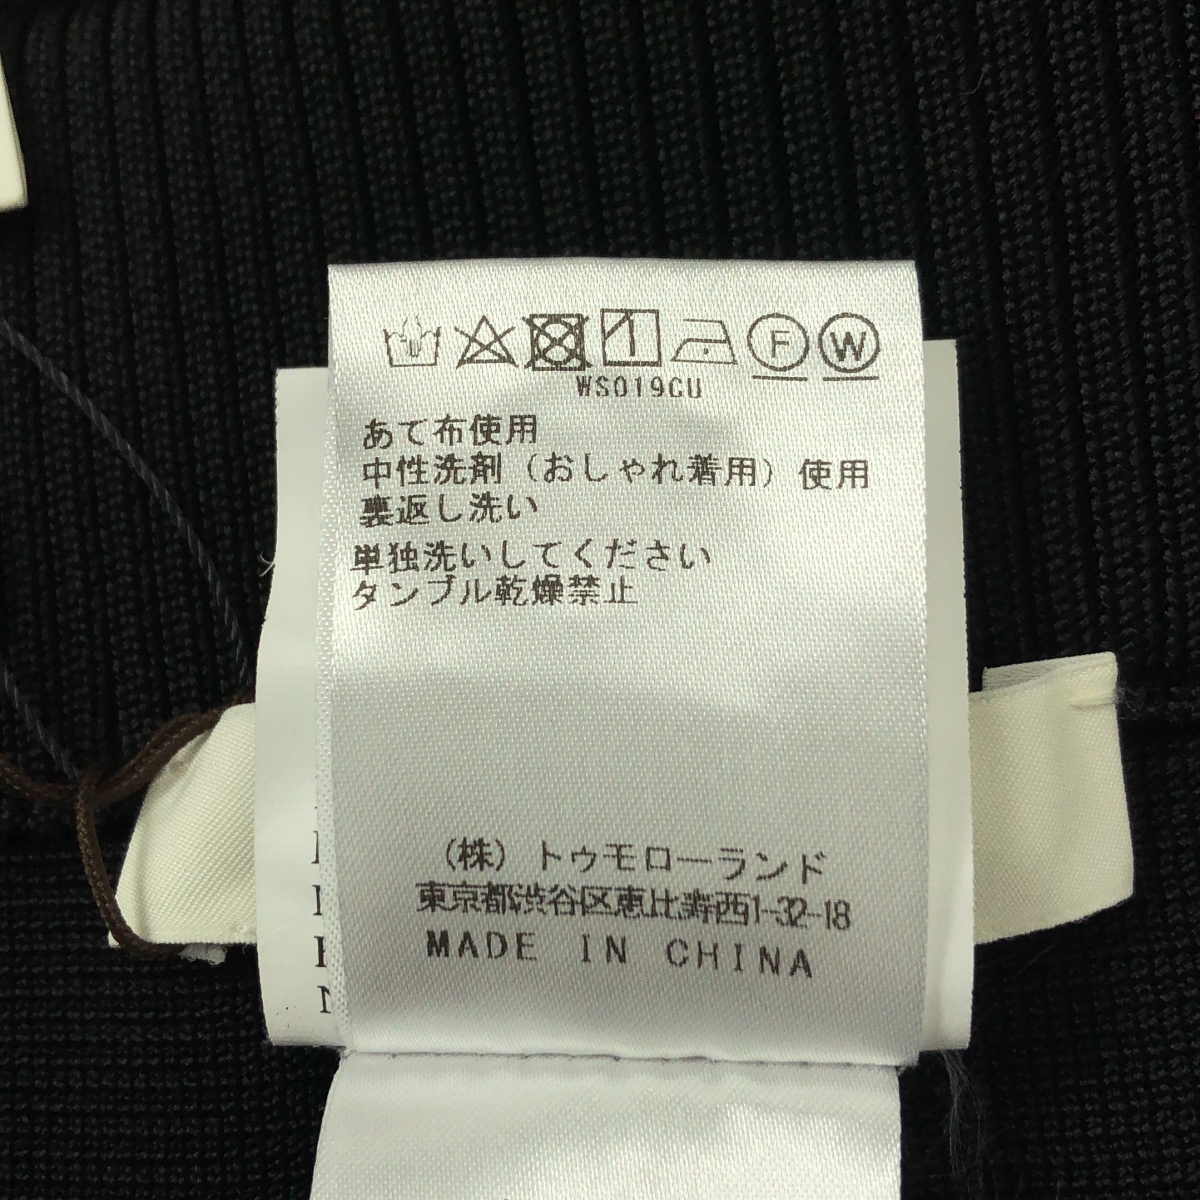 F W
WS019CU
あて布使用
中性洗剤(おしゃれ着用)使用
裏返し洗い
単独洗いしてください
タンブル乾燥禁止
(株)トゥモローランド
東京都渋谷区恵比寿西1-32-18
MADE IN CHINA